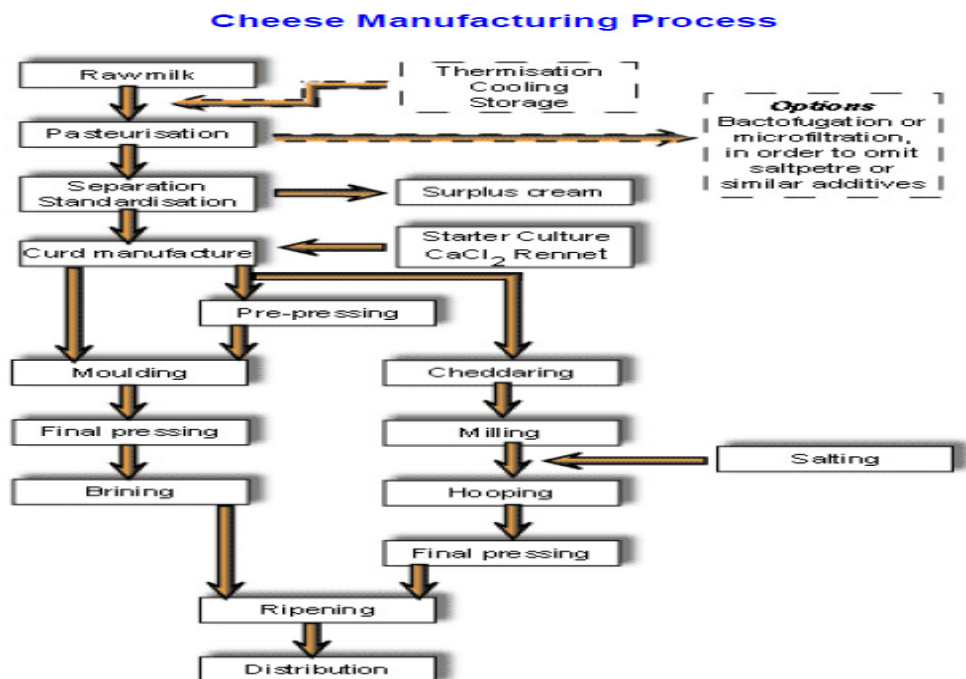 Cheese Manufacturing Process
Raw milk
Thermisation
Cooling
Storage
Options
Bactofugation or
microfiltration,
in order to omit
saltpetre or
similar additives
Pasteurisation
Separation
Standardisation
Surplus cream
Curd manufacture
Starter Culture
CaCl2 Rennet
Pre-pressing
Moulding
Cheddaring
Final pressing
Milling
Salting
Brining
Hooping
Final pressing
Ripening
Distribution